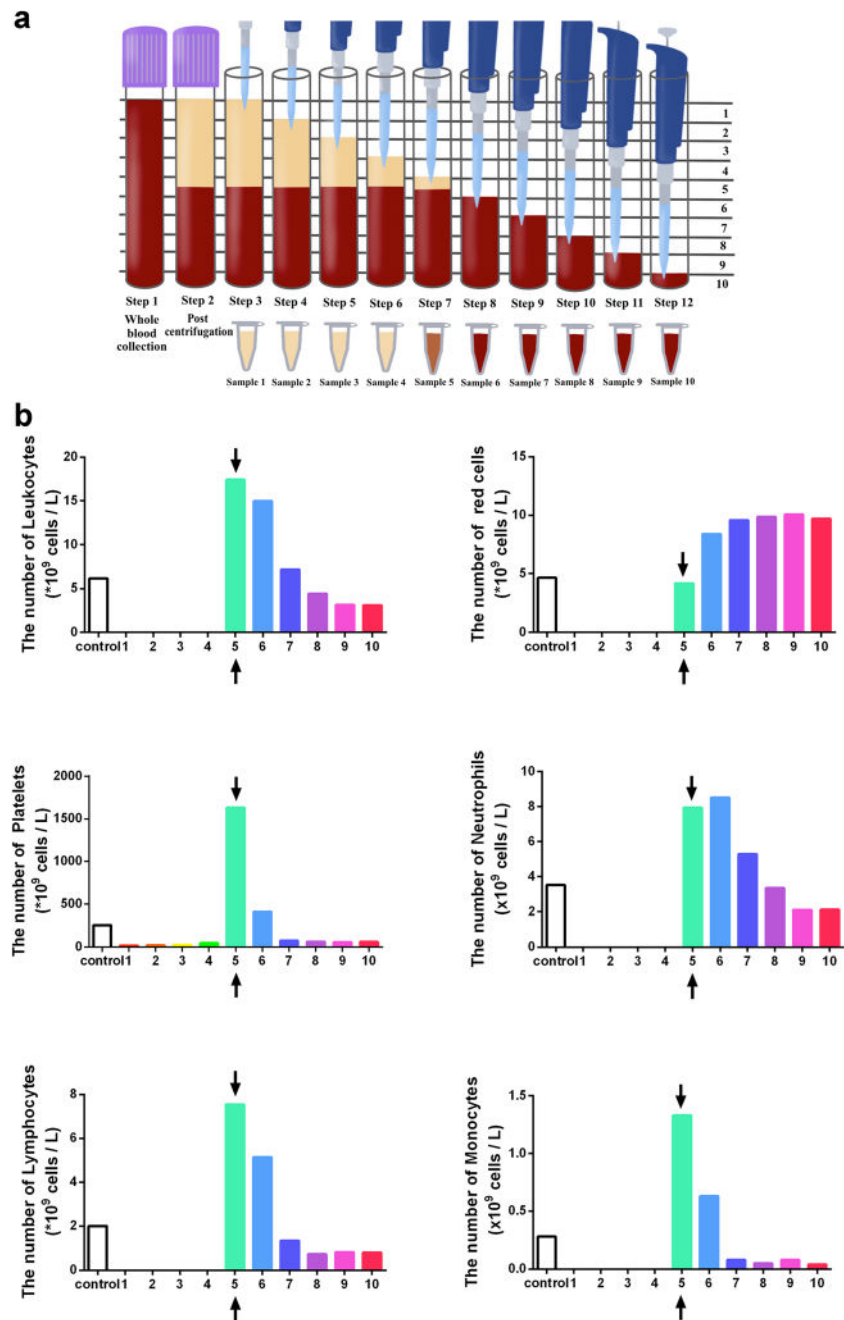 a
1
2
3
4
5
6
7
8
9
10
Step 1
Step 2
Step 3
Step 4
Step 5
Step 6
Step 7
Step 8
Step 9
Step 10
Step 11
Step 12
Whole
blood
collection
Post
centrifugation
Sample 1
Sample 2
Sample 3
Sample 4
Sample 5
Sample 6
Sample 7
Sample 8
Sample 9
Sample 10
b
The number of Leukocytes
(*10⁹ cells / L)
20
15
10
5
0
control 1 2 3 4 5 6 7 8 9 10
The number of red cells
(*10⁹ cells / L)
15
10
5
0
control 1 2 3 4 5 6 7 8 9 10
The number of Platelets
(*10⁹ cells / L)
2000
1500
1000
500
0
control 1 2 3 4 5 6 7 8 9 10
The number of Neutrophils
(x10⁹ cells / L)
10
8
6
4
2
0
control 1 2 3 4 5 6 7 8 9 10
The number of Lymphocytes
(*10⁹ cells / L)
8
6
4
2
0
control 1 2 3 4 5 6 7 8 9 10
The number of Monocytes
(x10⁹ cells / L)
1.5
1.0
0.5
0.0
control 1 2 3 4 5 6 7 8 9 10